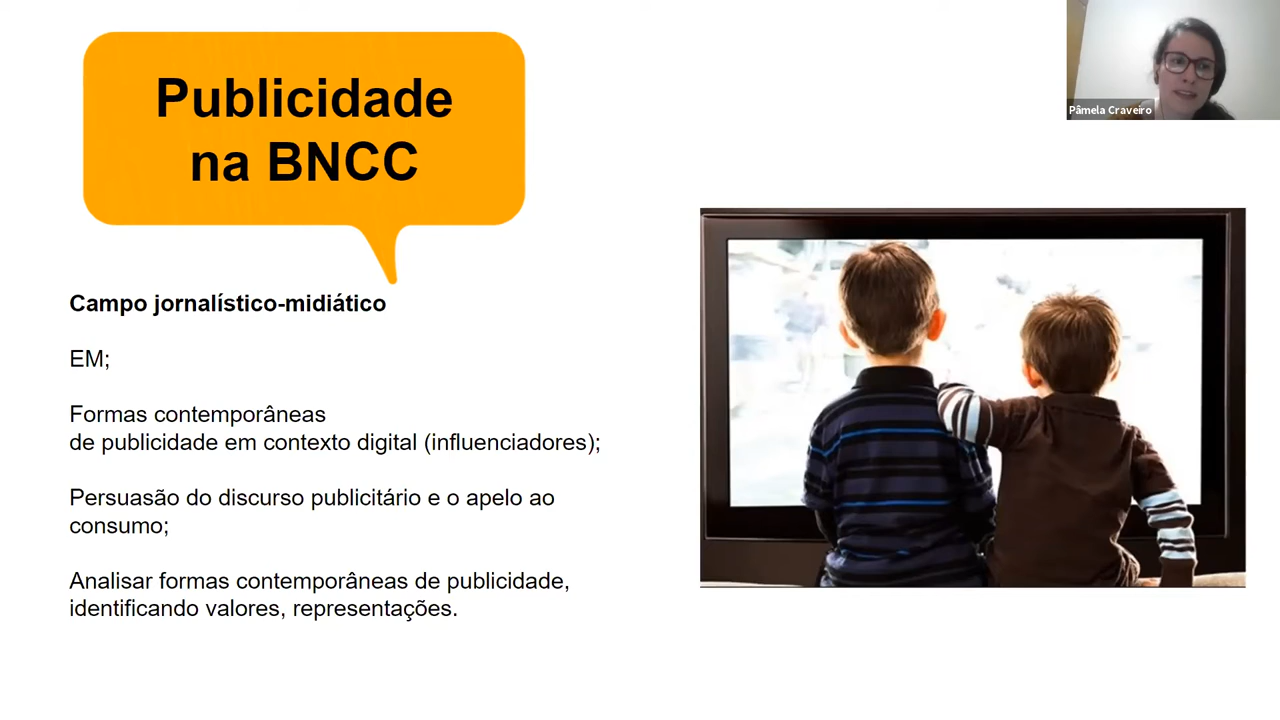 Publicidade
na BNCC
Pâmela Craveiro
Campo jornalístico-midiático
EM;
Formas contemporâneas
de publicidade em contexto digital (influenciadores);
Persuasão do discurso publicitário e o apelo ao
consumo;
Analisar formas contemporâneas de publicidade,
identificando valores, representações.